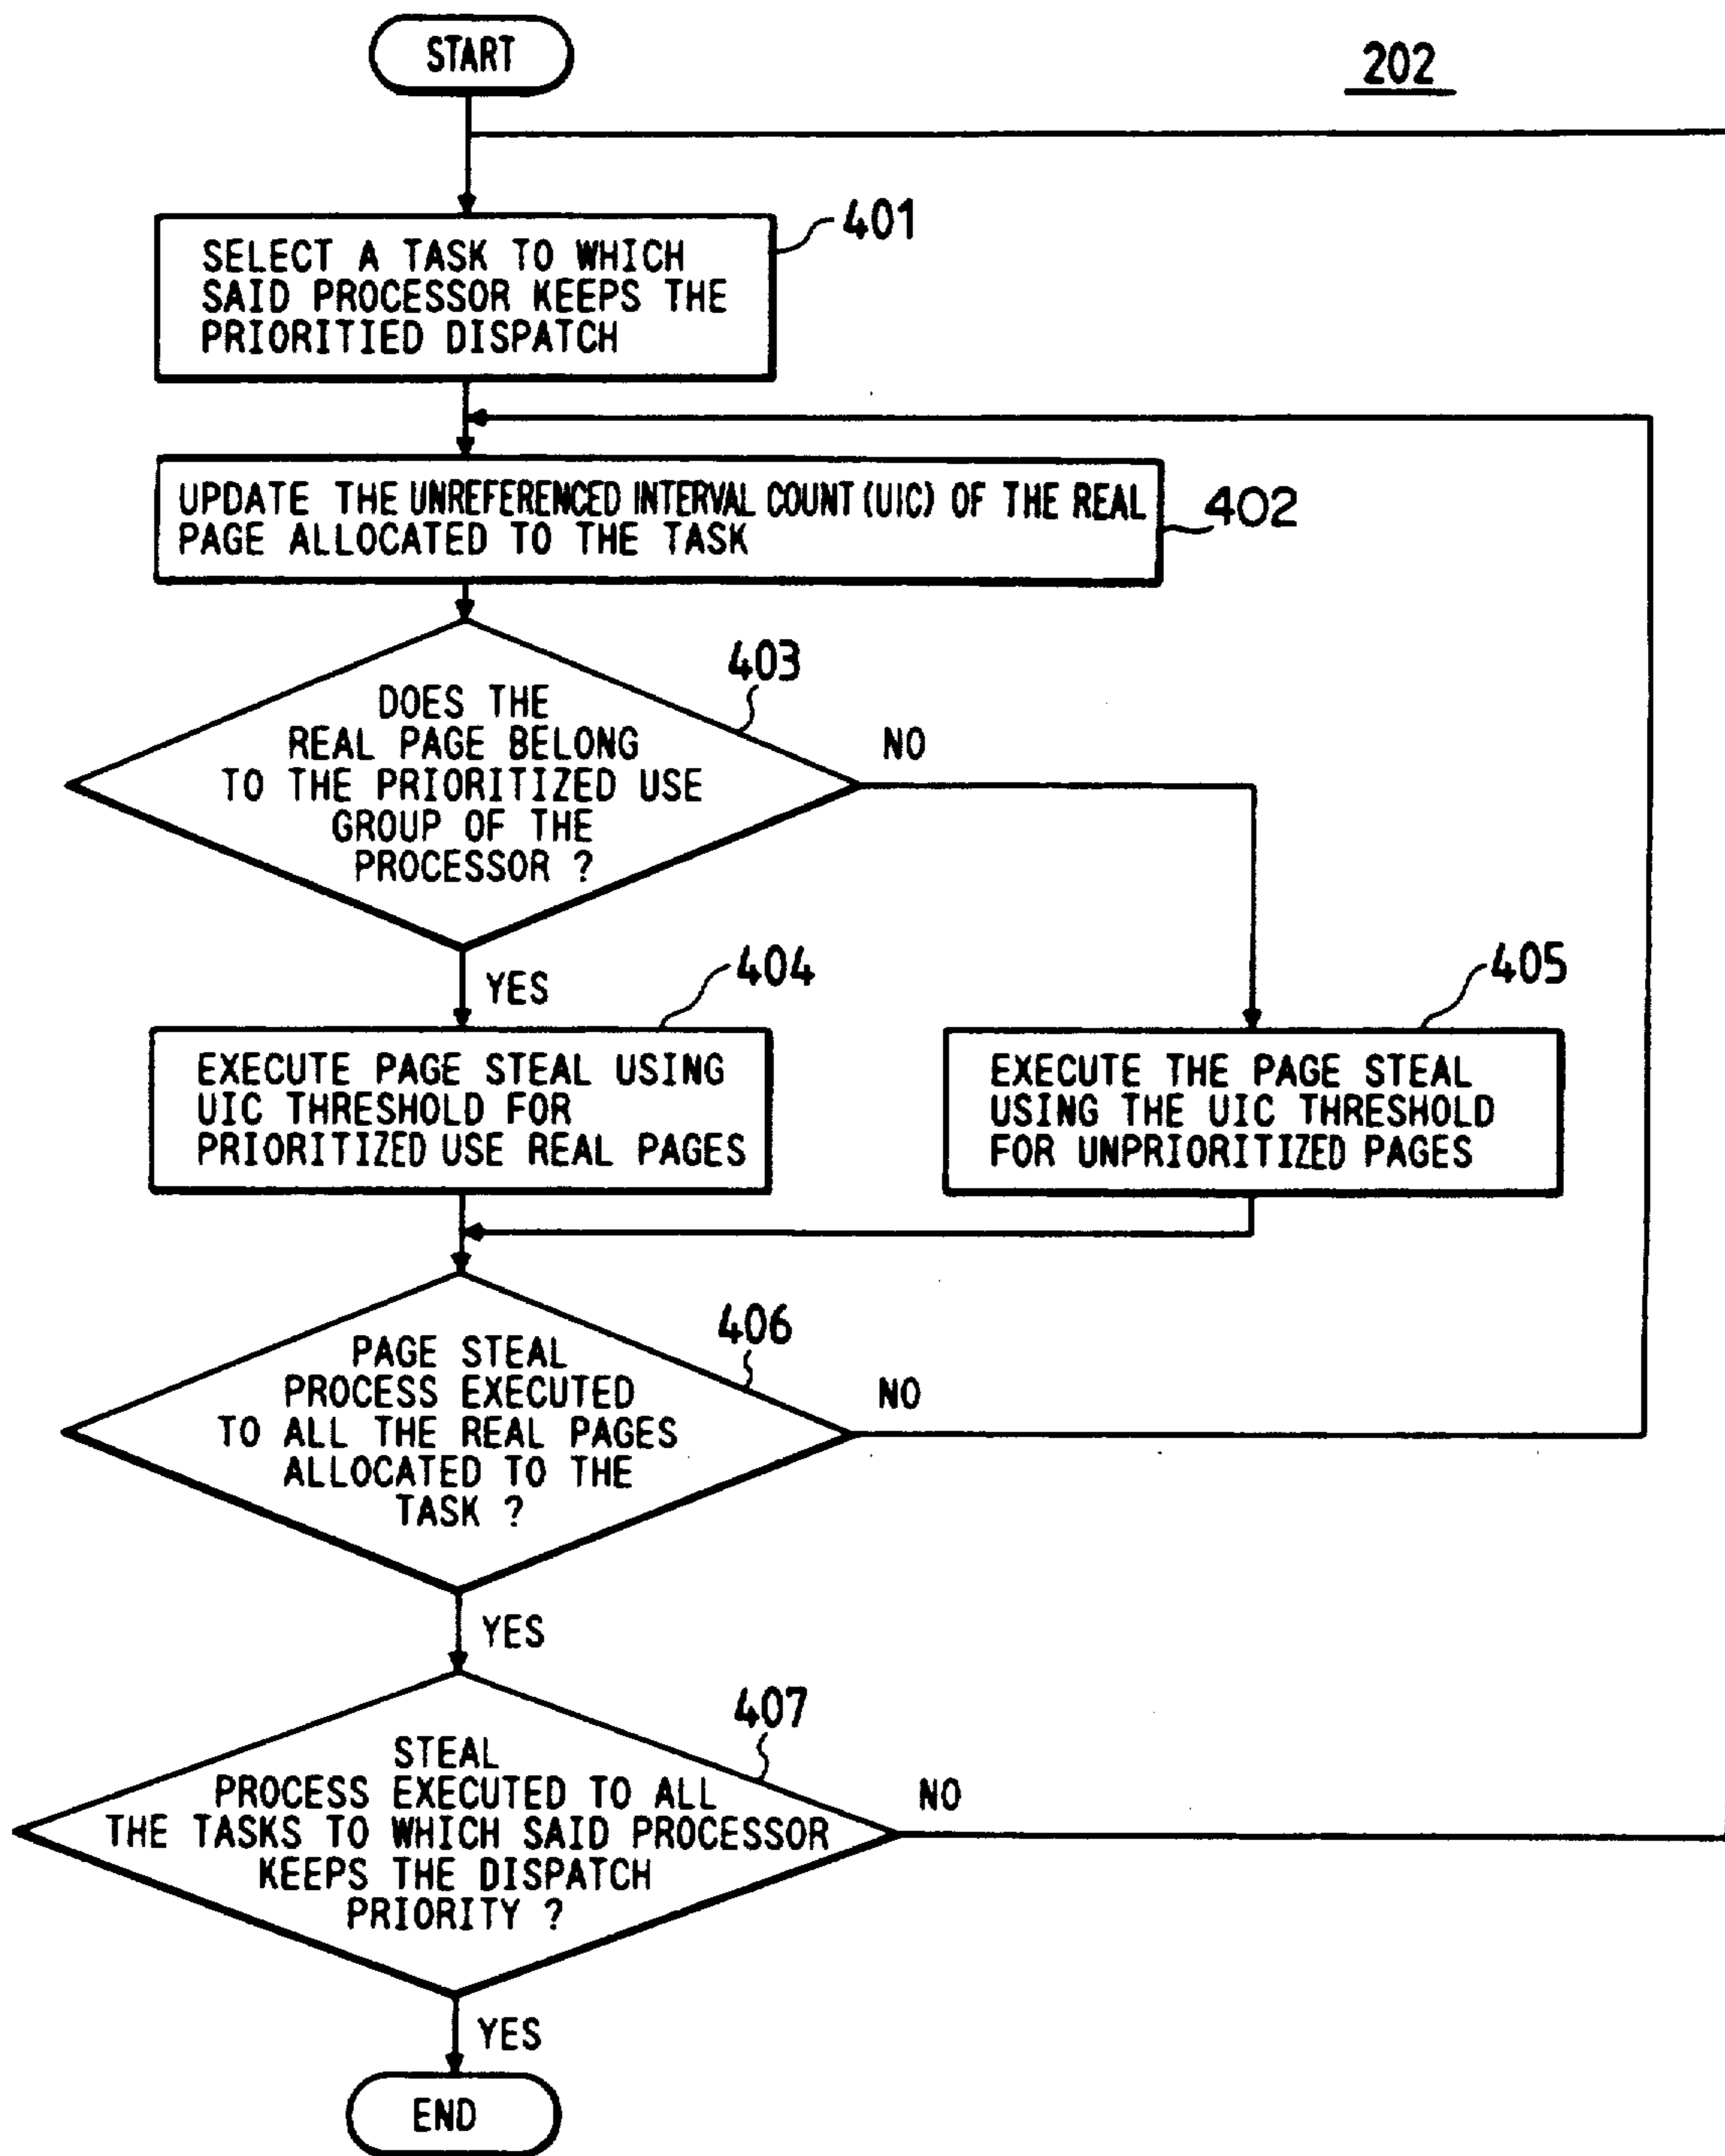 START
202
401
SELECT A TASK TO WHICH
SAID PROCESSOR KEEPS THE
PRIORITIED DISPATCH
UPDATE THE UNREFERENCED INTERVAL COUNT (UIC) OF THE REAL
PAGE ALLOCATED TO THE TASK
402
403
DOES THE
REAL PAGE BELONG
TO THE PRIORITIZED USE
GROUP OF THE
PROCESSOR ?
NO
YES
404
405
EXECUTE PAGE STEAL USING
UIC THRESHOLD FOR
PRIORITIZED USE REAL PAGES
EXECUTE THE PAGE STEAL
USING THE UIC THRESHOLD
FOR UNPRIORITIZED PAGES
406
PAGE STEAL
PROCESS EXECUTED
TO ALL THE REAL PAGES
ALLOCATED TO THE
TASK ?
NO
YES
407
STEAL
PROCESS EXECUTED TO ALL
THE TASKS TO WHICH SAID PROCESSOR
KEEPS THE DISPATCH
PRIORITY ?
NO
YES
END